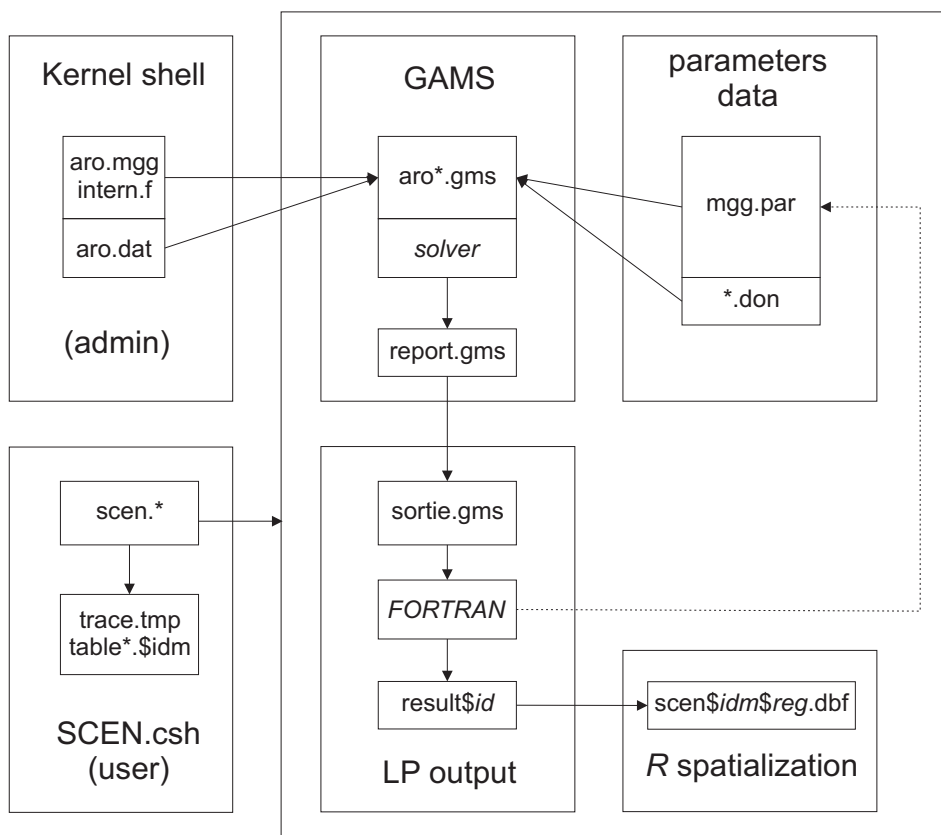 Kernel shell
aro.mgg
intern.f
aro.dat
(admin)
GAMS
aro*.gms
solver
report.gms
parameters
data
mgg.par
*.don
scen.*
trace.tmp
table*.$idm
SCEN.csh
(user)
sortie.gms
FORTRAN
result$id
LP output
scen$idm$reg.dbf
R spatialization